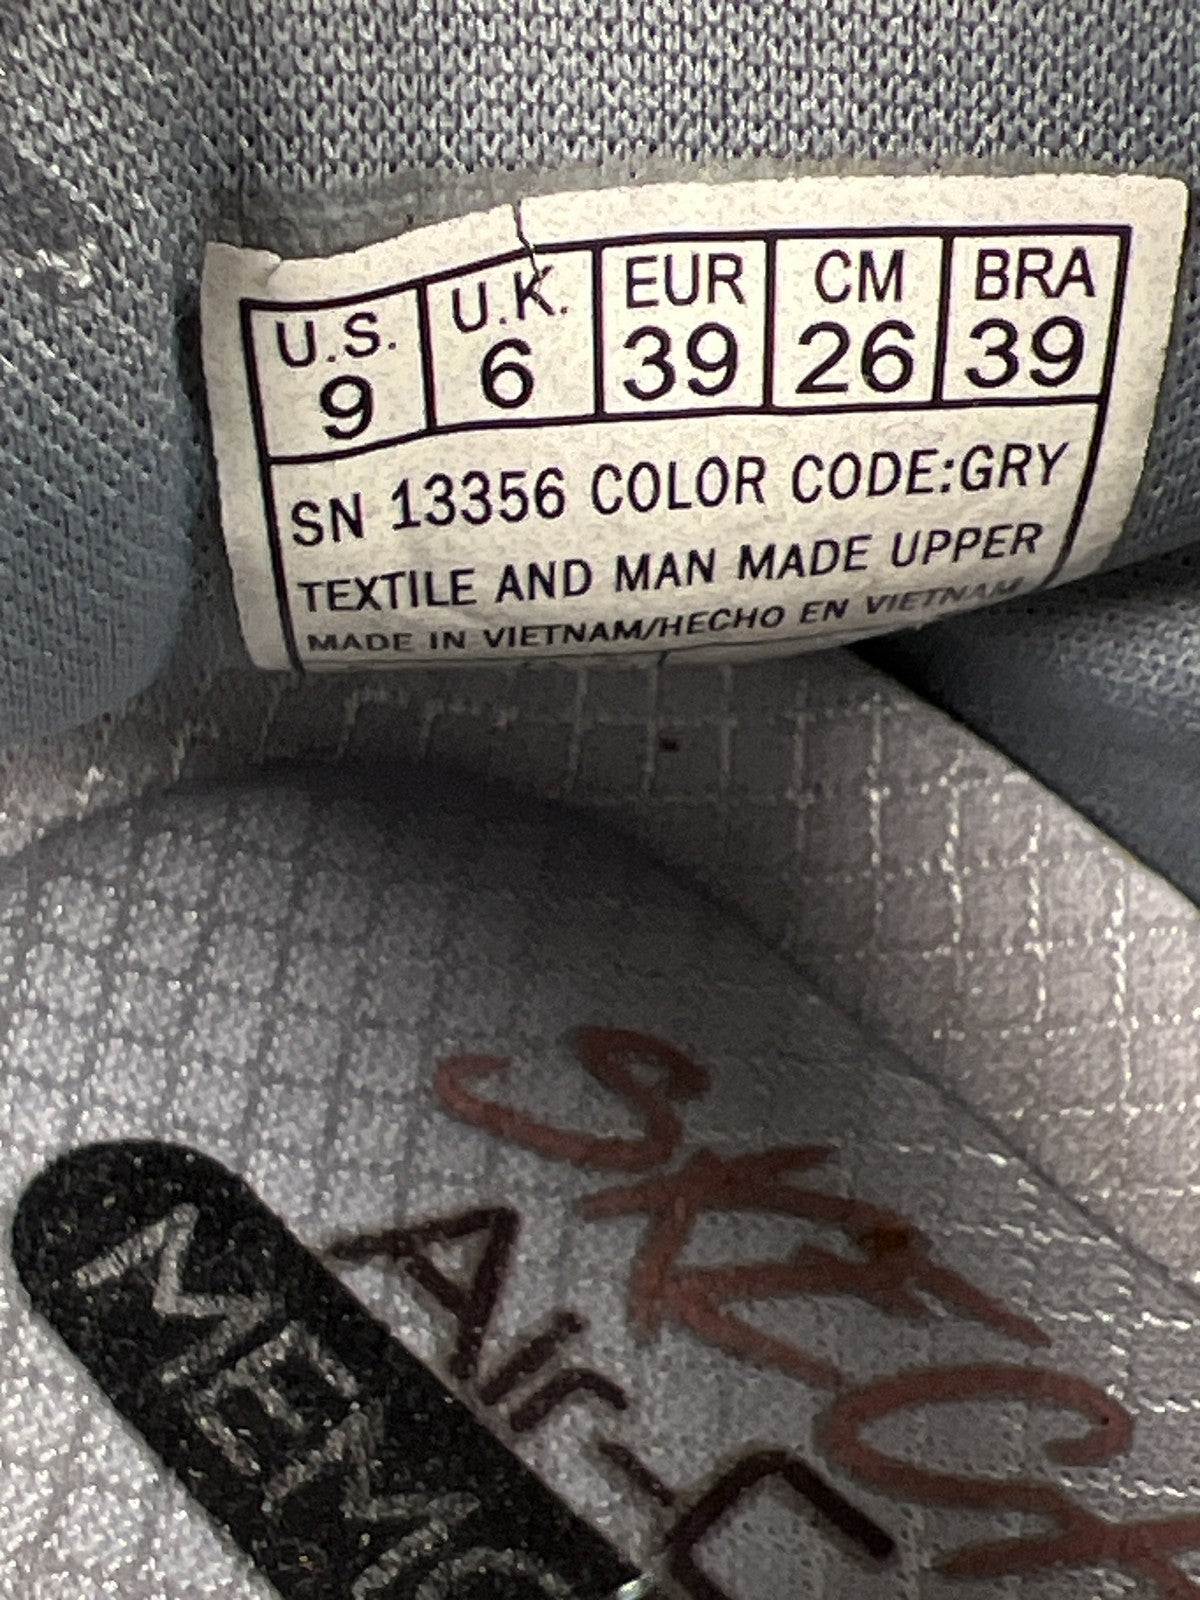 U.S. U.K. EUR CM BRA
9 6 39 26 39
SN 13356 COLOR CODE:GRY
TEXTILE AND MAN MADE UPPER
MADE IN VIETNAM/HECHO EN VIETNAM
Air-